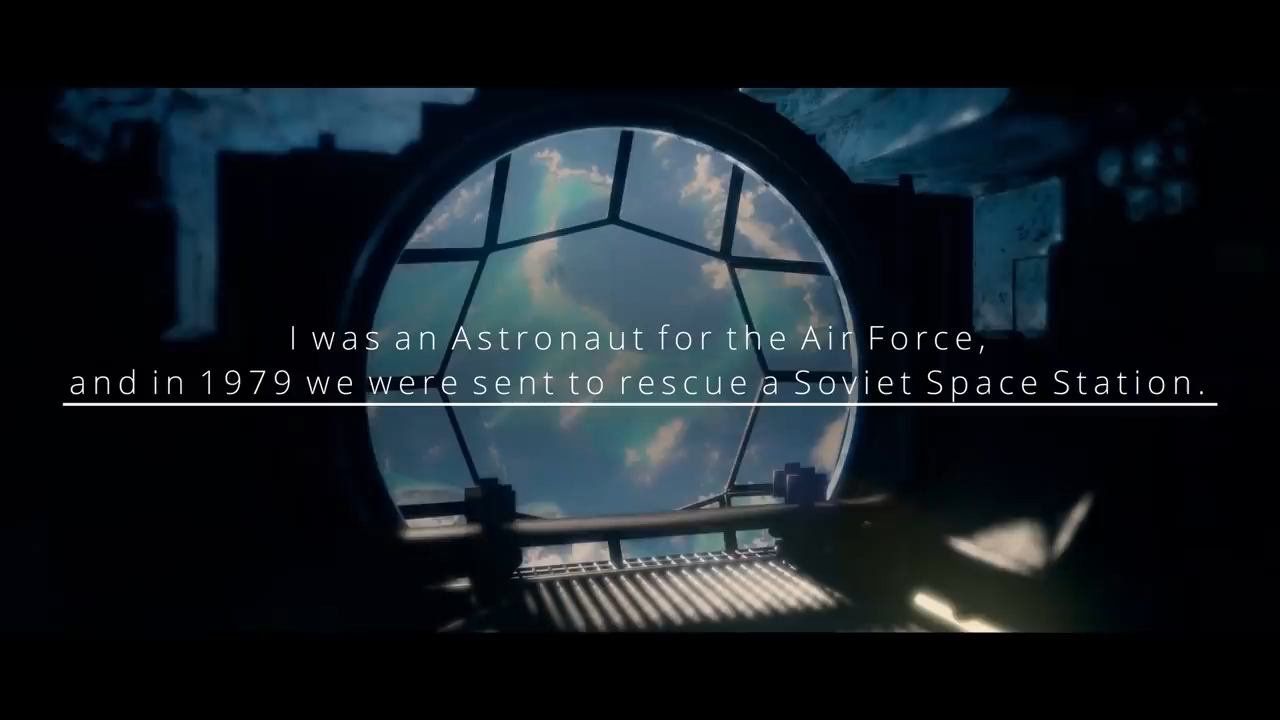 I was an Astronaut for the Air Force,
and in 1979 we were sent to rescue a Soviet Space Station.